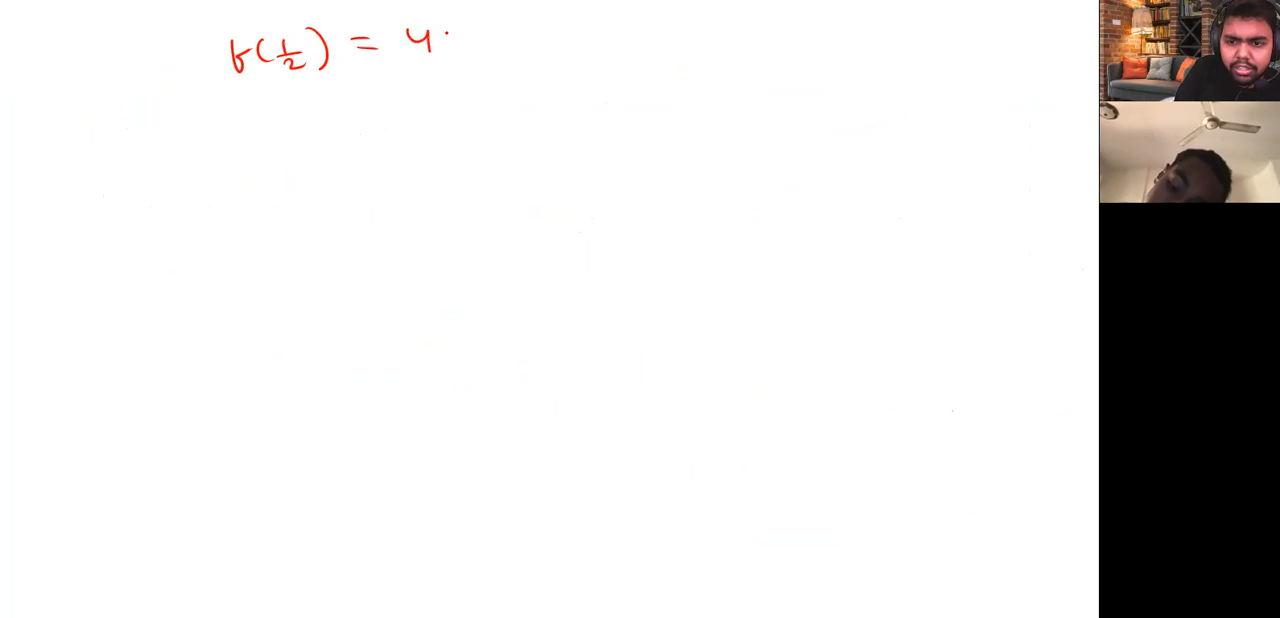 f(1/2) = 4.